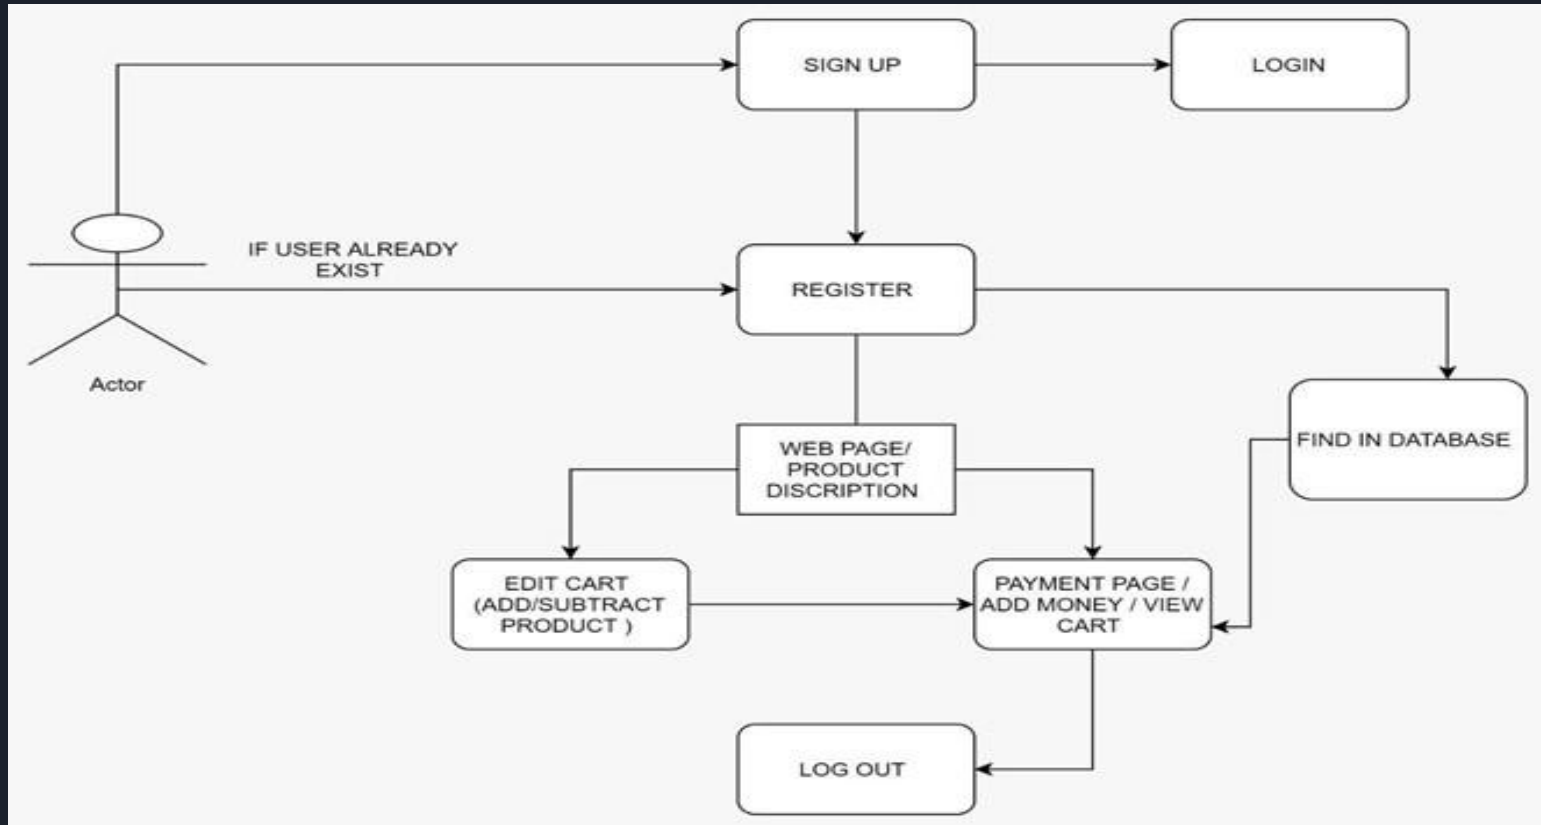 SIGN UP
LOGIN
IF USER ALREADY
EXIST
REGISTER
Actor
WEB PAGE/
PRODUCT
DISCRIPTION
FIND IN DATABASE
EDIT CART
(ADD/SUBTRACT
PRODUCT )
PAYMENT PAGE /
ADD MONEY / VIEW
CART
LOG OUT